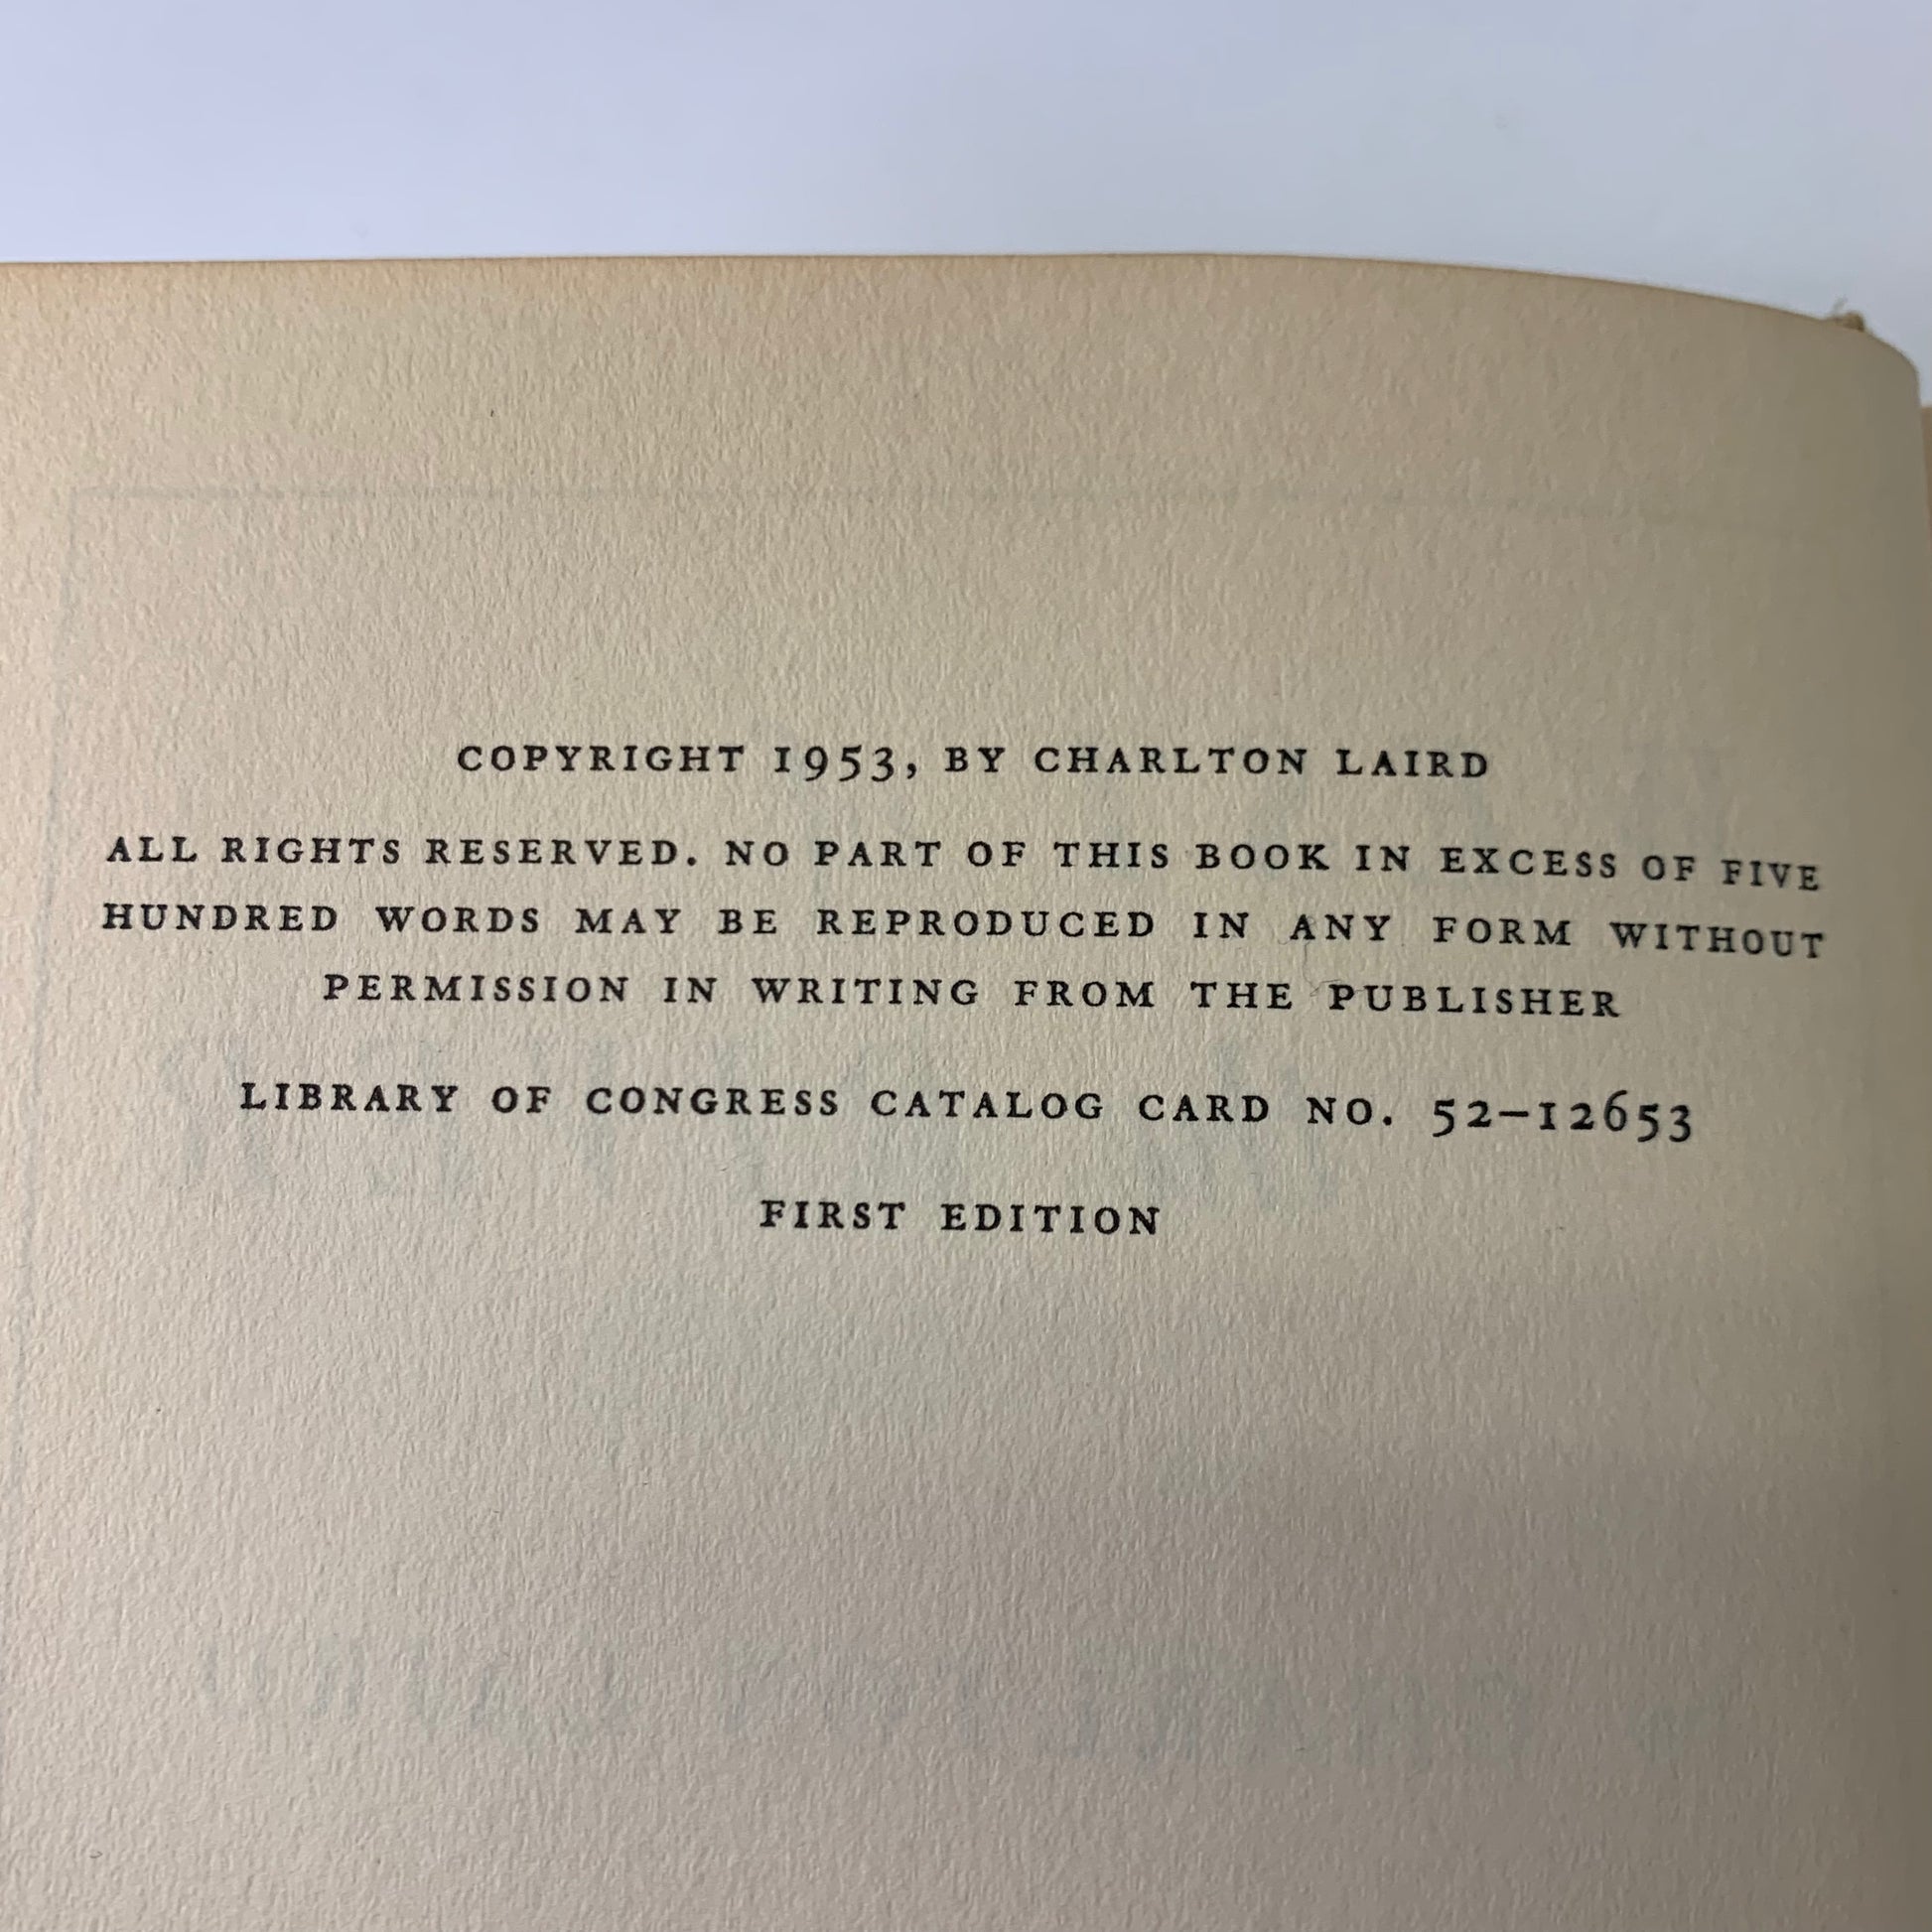 COPYRIGHT 1953, BY CHARLTON LAIRD
ALL RIGHTS RESERVED. NO PART OF THIS BOOK IN EXCESS OF FIVE
HUNDRED WORDS MAY BE REPRODUCED IN ANY FORM WITHOUT
PERMISSION IN WRITING FROM THE PUBLISHER
LIBRARY OF CONGRESS CATALOG CARD NO. 52–12653
FIRST EDITION